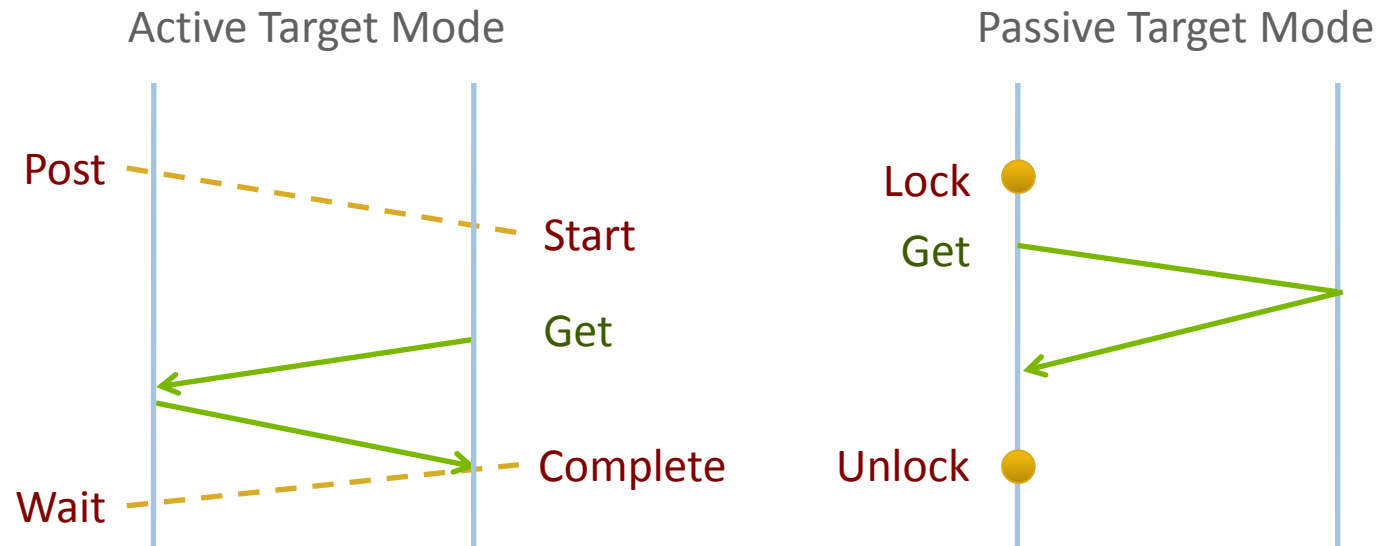 Active Target Mode
Passive Target Mode
Post
Start
Get
Complete
Wait
Lock
Get
Unlock